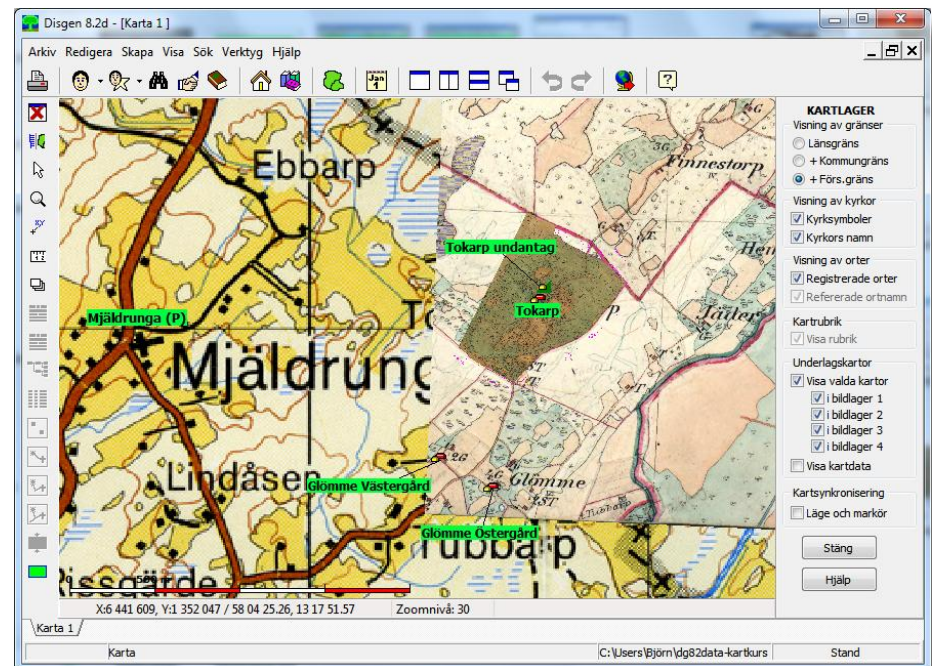 Disgen 8.2d - [Karta 1 ]
Arkiv Redigera Skapa Visa Sök Verktyg Hjälp
Jan
1
KARTLAGER
Visning av gränser
Länsgräns
+ Kommungräns
+ Förs.gräns
Visning av kyrkor
Kyrksymboler
Kyrkors namn
Visning av orter
Registrerade orter
Refererade ortnamn
Kartrubrik
Visa rubrik
Underlagskartor
Visa valda kartor
i bildlager 1
i bildlager 2
i bildlager 3
i bildlager 4
Visa kartdata
Kartsynkronisering
Läge och markör
Stäng
Hjälp
Ebbarp
Finnestorp
Tokarp undantag
Tokarp
Mjäldrunga (P)
Mjäldrung
Lindåsen
Glömme Västergård
Glömme
Glömme Östergård
X:6 441 609, Y:1 352 047 / 58 04 25.26, 13 17 51.57 Zoomnivå: 30
Karta 1
Karta C:\Users\Björn\dg82data-kartkurs Stand